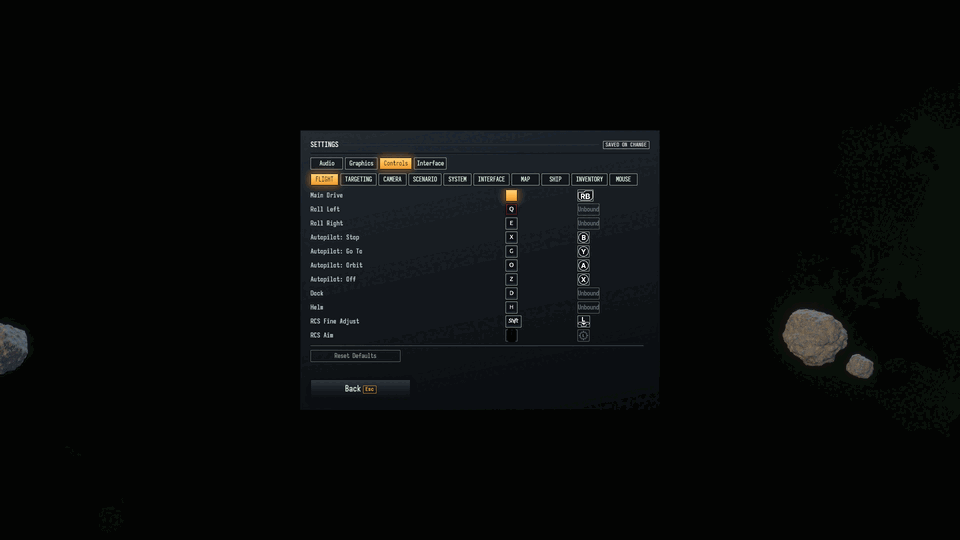 SETTINGS SAVED ON CHANGE
Audio Graphics Controls Interface
FLIGHT TARGETING CAMERA SCENARIO SYSTEM INTERFACE MAP SHIP INVENTORY MOUSE
Main Drive RB
Roll Left Q Unbound
Roll Right E Unbound
Autopilot: Stop X B
Autopilot: Go To G Y
Autopilot: Orbit O A
Autopilot: Off Z X
Dock D Unbound
Helm H Unbound
RCS Fine Adjust Shift L
RCS Aim
Reset Defaults
Back Esc